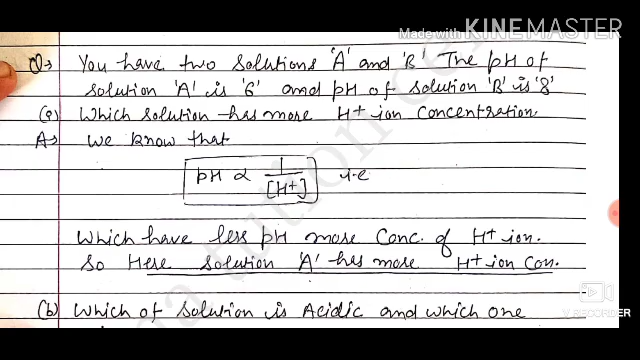 Made with KINEMASTER
Q→ You have two solutions 'A' and 'B'. The pH of
solution 'A' is '6' and pH of solution 'B' is '8'
(a) Which solution has more H+ ion concentration.
A→ We know that
pH ∝ 1/[H+] i.e
Which have less pH more Conc. of H+ ion.
So Here solution 'A' has more H+ ion Con.
(b) Which of solution is Acidic and which one
V RECORDER